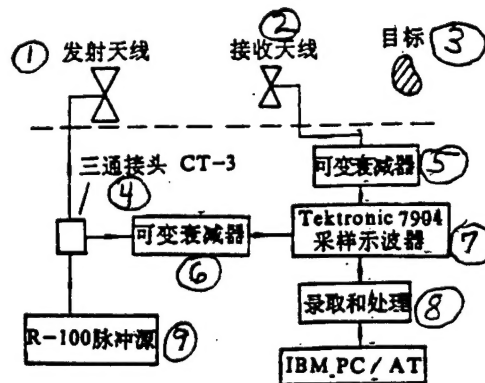 ① 发射天线
② 接收天线
目标 ③
三通接头 CT-3
④
可变衰减器 ⑤
可变衰减器
⑥
Tektronic 7904
采样示波器 ⑦
录取和处理 ⑧
R-100脉冲源 ⑨
IBM PC/AT